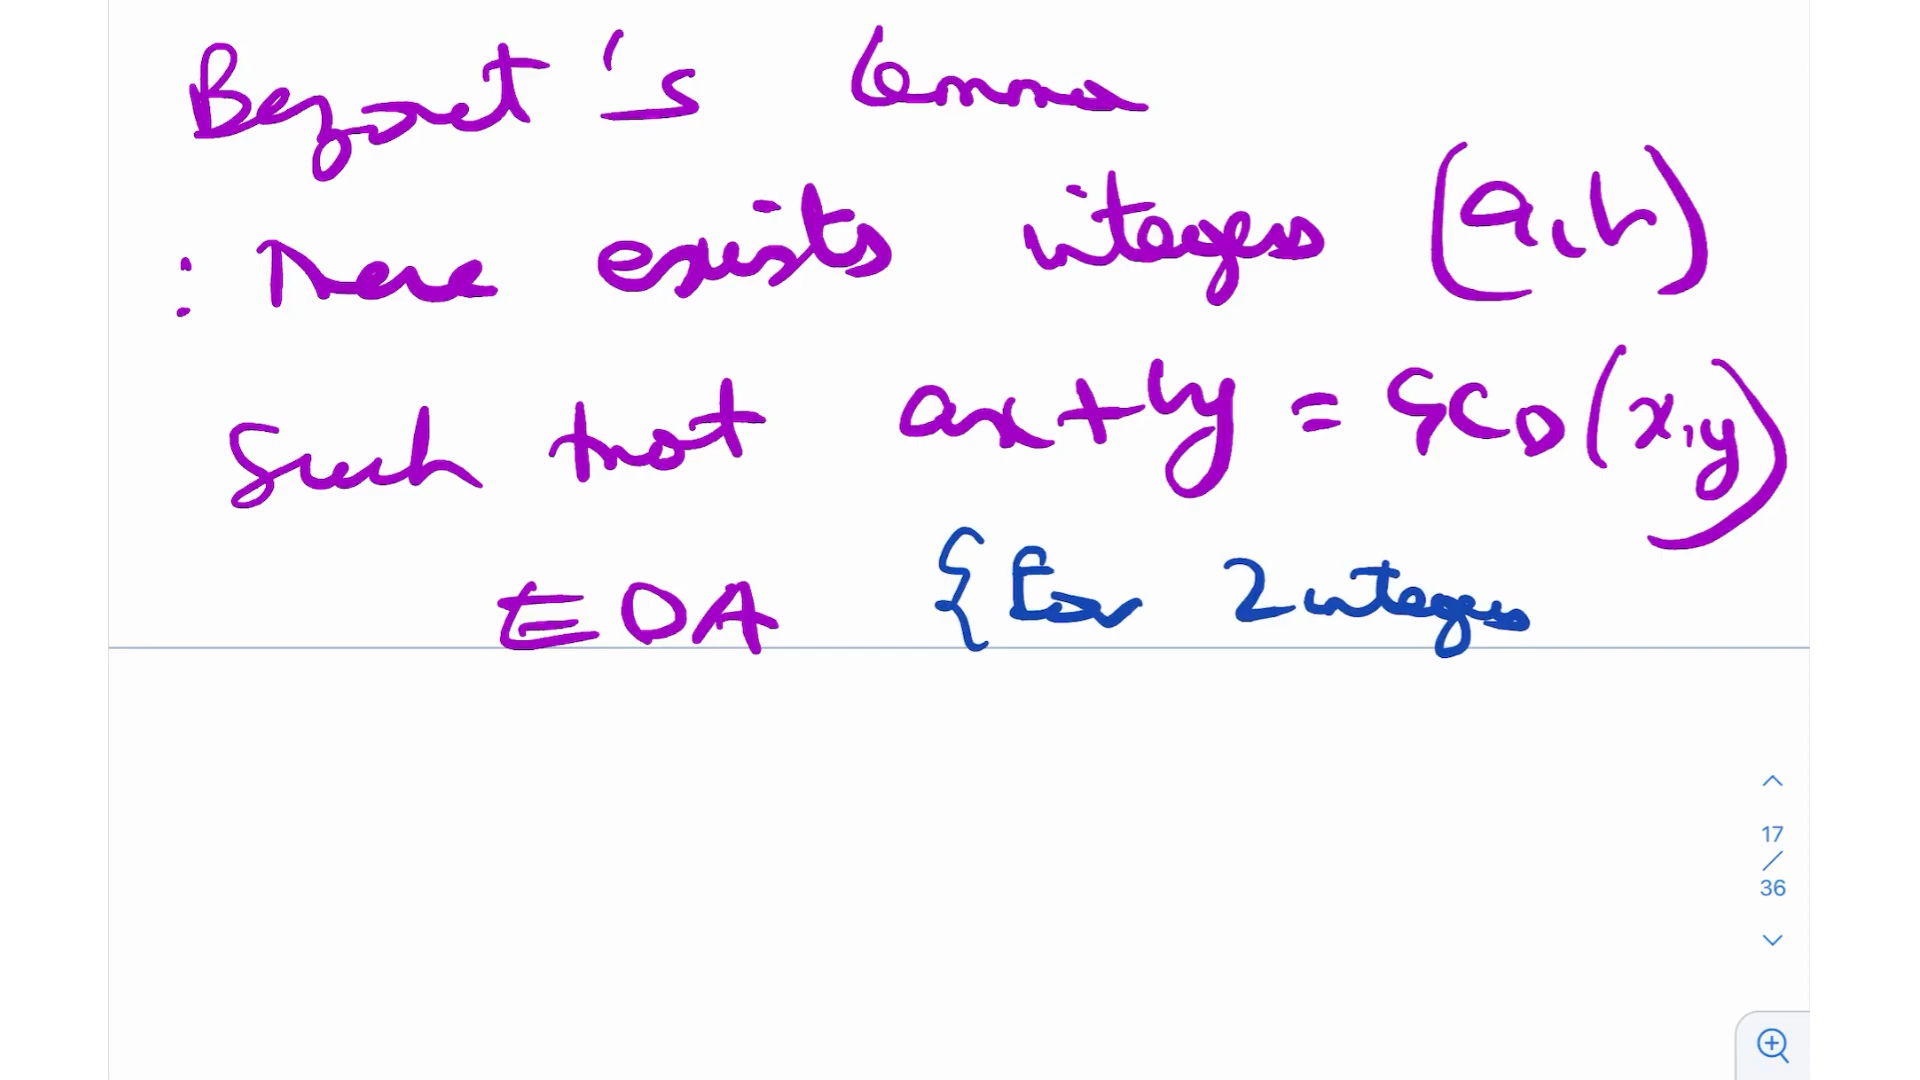 Bezout's lemma
: There exists integers (a,b)
such that ax+by = GCD(x,y)
EDA {For 2 integers
17
/
36